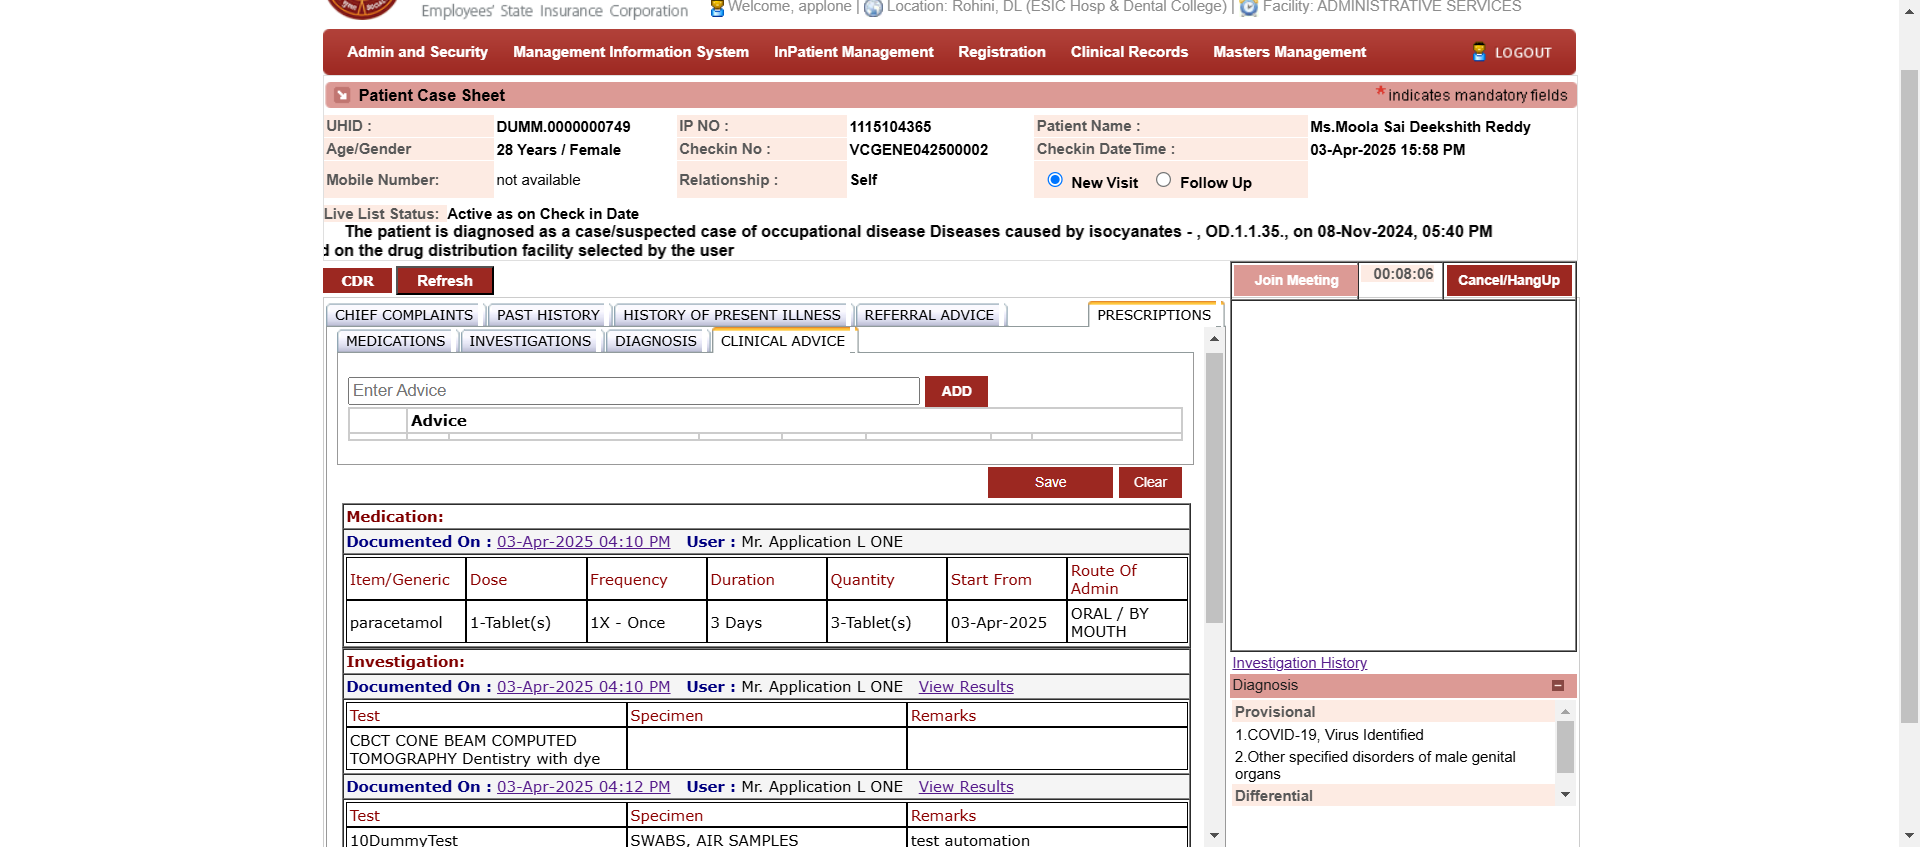 Employees' State Insurance Corporation
Welcome, applone | Location: Rohini, DL (ESIC Hosp & Dental College) | Facility: ADMINISTRATIVE SERVICES
Admin and Security Management Information System InPatient Management Registration Clinical Records Masters Management LOGOUT
Patient Case Sheet * indicates mandatory fields
UHID : DUMM.0000000749 IP NO : 1115104365 Patient Name : Ms.Moola Sai Deekshith Reddy
Age/Gender 28 Years / Female Checkin No : VCGENE042500002 Checkin DateTime : 03-Apr-2025 15:58 PM
Mobile Number: not available Relationship : Self New Visit Follow Up
Live List Status: Active as on Check in Date
The patient is diagnosed as a case/suspected case of occupational disease Diseases caused by isocyanates - , OD.1.1.35., on 08-Nov-2024, 05:40 PM
d on the drug distribution facility selected by the user
CDR Refresh Join Meeting 00:08:06 Cancel/HangUp
CHIEF COMPLAINTS PAST HISTORY HISTORY OF PRESENT ILLNESS REFERRAL ADVICE PRESCRIPTIONS
MEDICATIONS INVESTIGATIONS DIAGNOSIS CLINICAL ADVICE
Enter Advice ADD
Advice
Save Clear
Medication:
Documented On : 03-Apr-2025 04:10 PM User : Mr. Application L ONE
Item/Generic Dose Frequency Duration Quantity Start From Route Of Admin
paracetamol 1-Tablet(s) 1X - Once 3 Days 3-Tablet(s) 03-Apr-2025 ORAL / BY MOUTH
Investigation:
Documented On : 03-Apr-2025 04:10 PM User : Mr. Application L ONE View Results
Test Specimen Remarks
CBCT CONE BEAM COMPUTED
TOMOGRAPHY Dentistry with dye
Documented On : 03-Apr-2025 04:12 PM User : Mr. Application L ONE View Results
Test Specimen Remarks
10DummyTest SWABS, AIR SAMPLES test automation
Investigation History
Diagnosis
Provisional
1.COVID-19, Virus Identified
2.Other specified disorders of male genital
organs
Differential